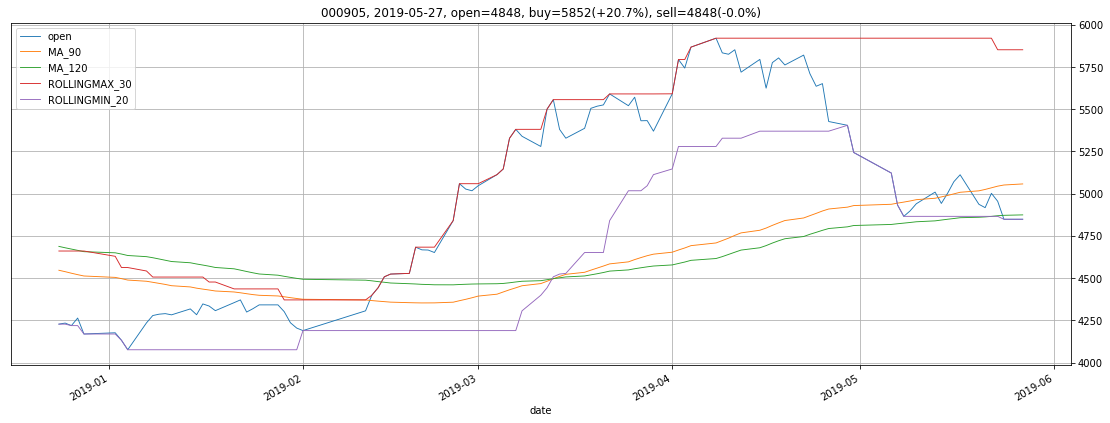 000905, 2019-05-27, open=4848, buy=5852(+20.7%), sell=4848(-0.0%)
open
MA_90
MA_120
ROLLINGMAX_30
ROLLINGMIN_20
6000
5750
5500
5250
5000
4750
4500
4250
4000
2019-01
2019-02
2019-03
2019-04
2019-05
2019-06
date